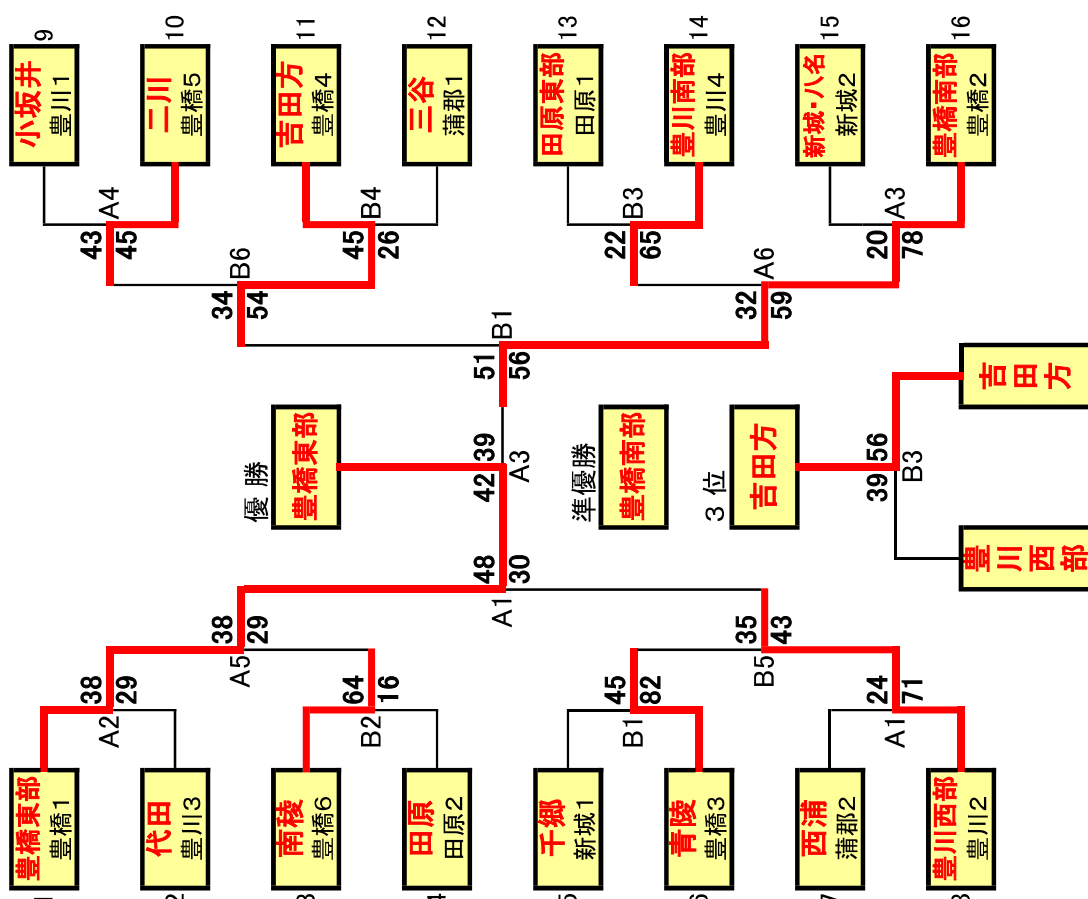 9
小坂井
豊川1
10
二川
豊橋5
11
吉田方
豊橋4
12
三谷
蒲郡1
13
田原東部
田原1
14
豊川南部
豊川4
15
新城・八名
新城2
16
豊橋南部
豊橋2
A4
43
45
B4
45
26
B3
22
65
A3
20
78
B6
34
54
A6
32
59
B1
51
56
優 勝
豊橋東部
42
39
A3
準優勝
豊橋南部
3 位
吉田方
39
56
B3
吉田方
豊川西部
48
30
A1
38
29
A5
35
43
B5
38
29
A2
64
16
B2
45
82
B1
24
71
A1
豊橋東部
豊橋1
代田
豊川3
南稜
豊橋6
田原
田原2
千郷
新城1
青陵
豊橋3
西浦
蒲郡2
豊川西部
豊川2